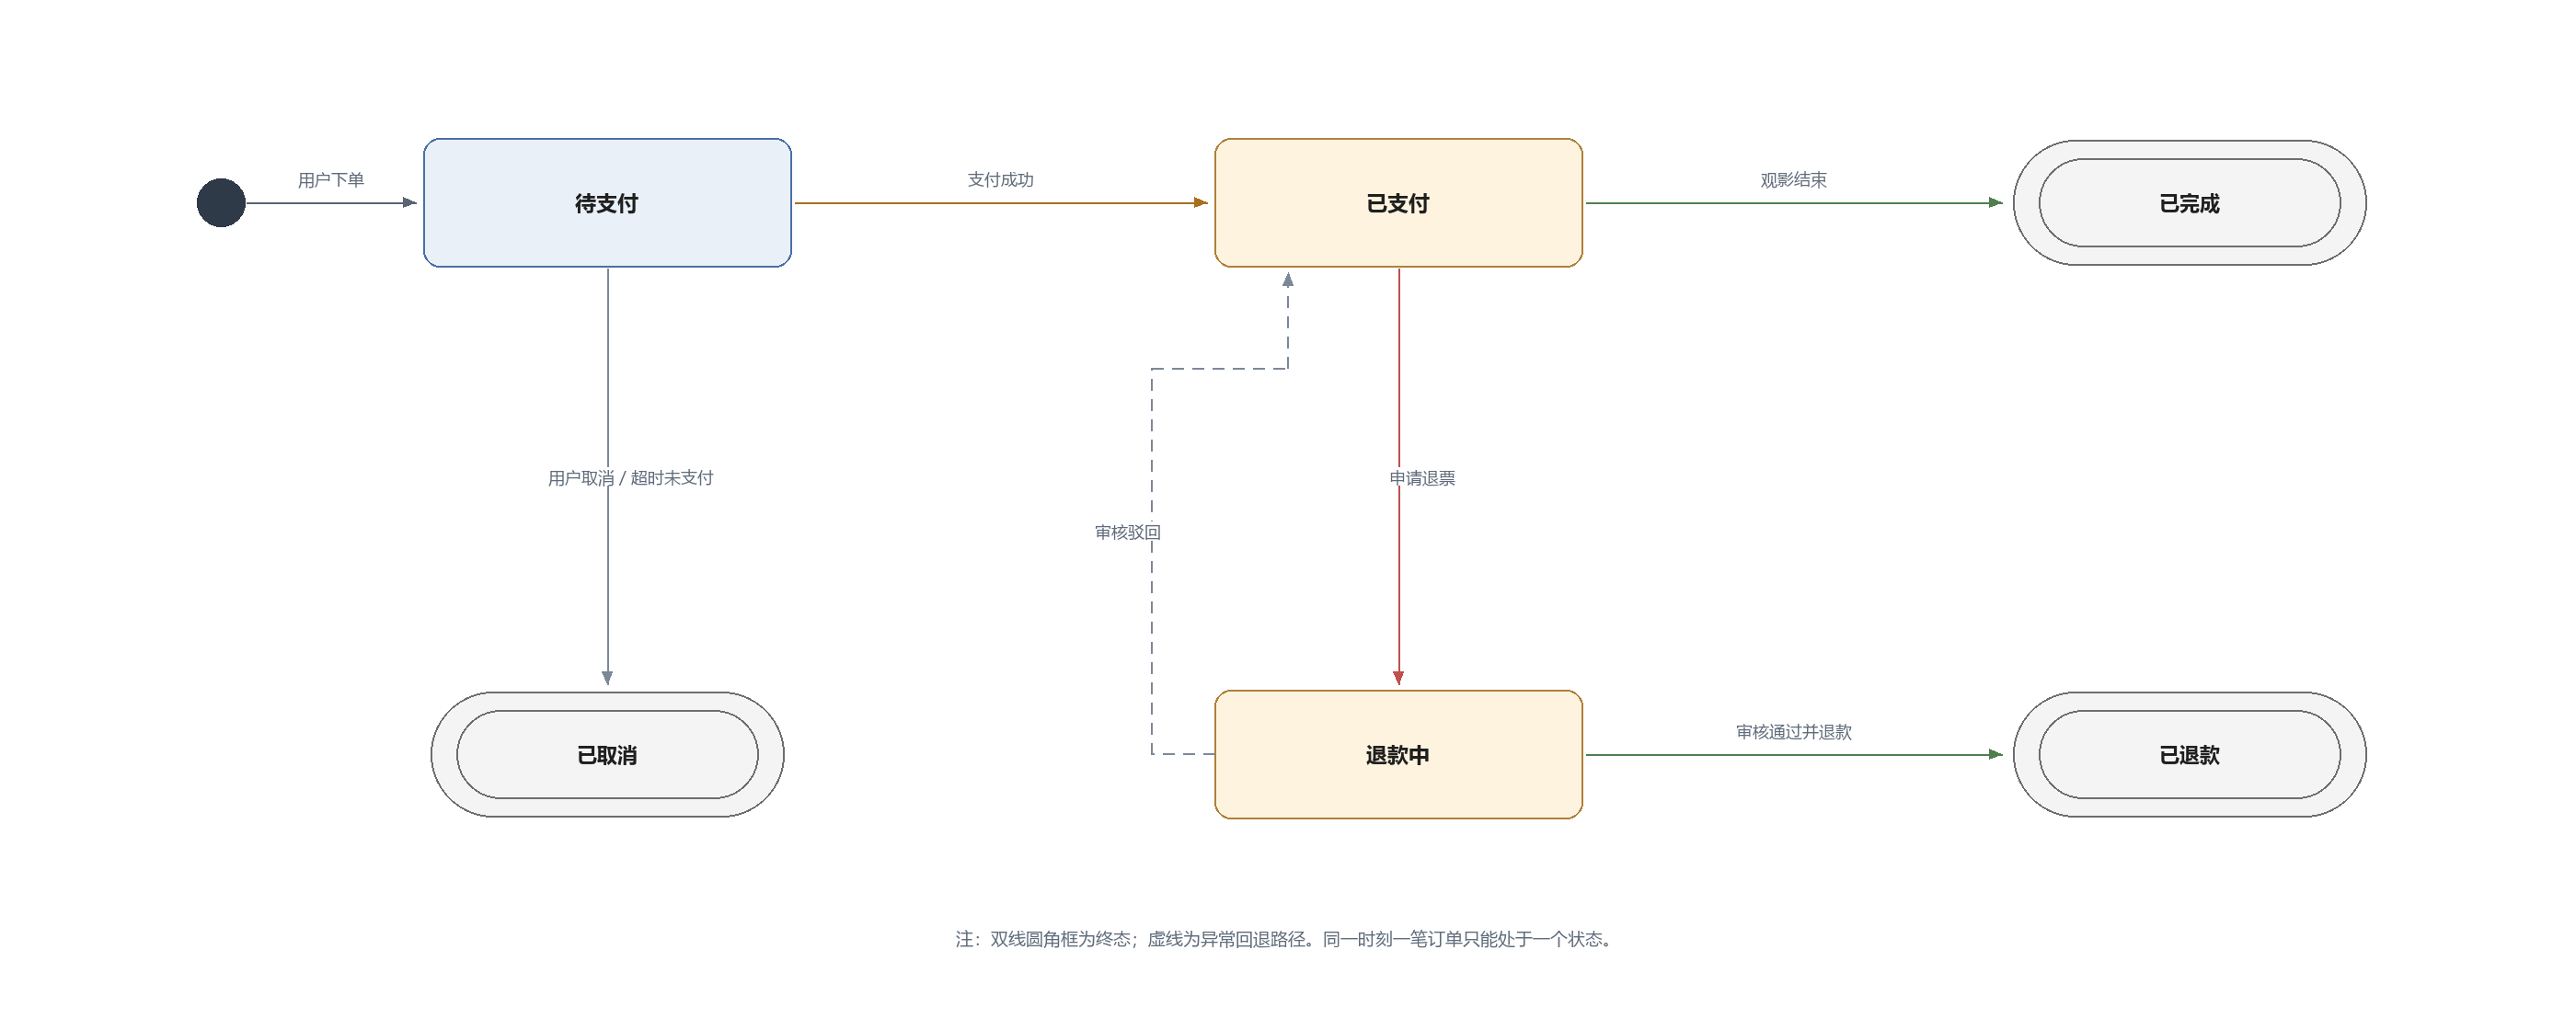 用户下单
待支付
支付成功
已支付
观影结束
已完成
用户取消 / 超时未支付
申请退票
审核驳回
已取消
退款中
审核通过并退款
已退款
注：双线圆角框为终态；虚线为异常回退路径。同一时刻一笔订单只能处于一个状态。